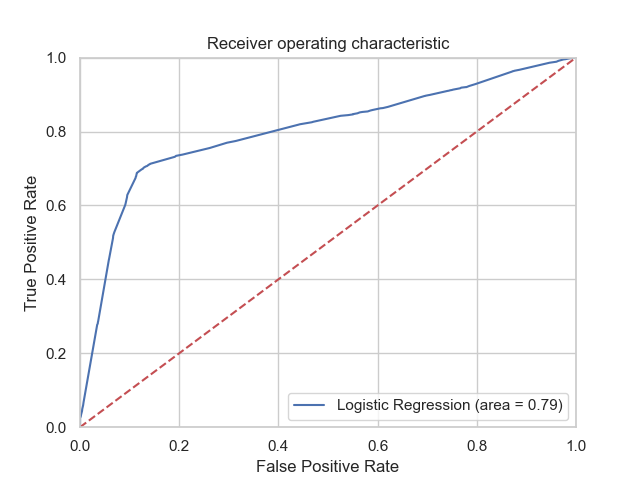 Receiver operating characteristic
True Positive Rate
1.0
0.8
0.6
0.4
0.2
0.0
0.0 0.2 0.4 0.6 0.8 1.0
False Positive Rate
Logistic Regression (area = 0.79)